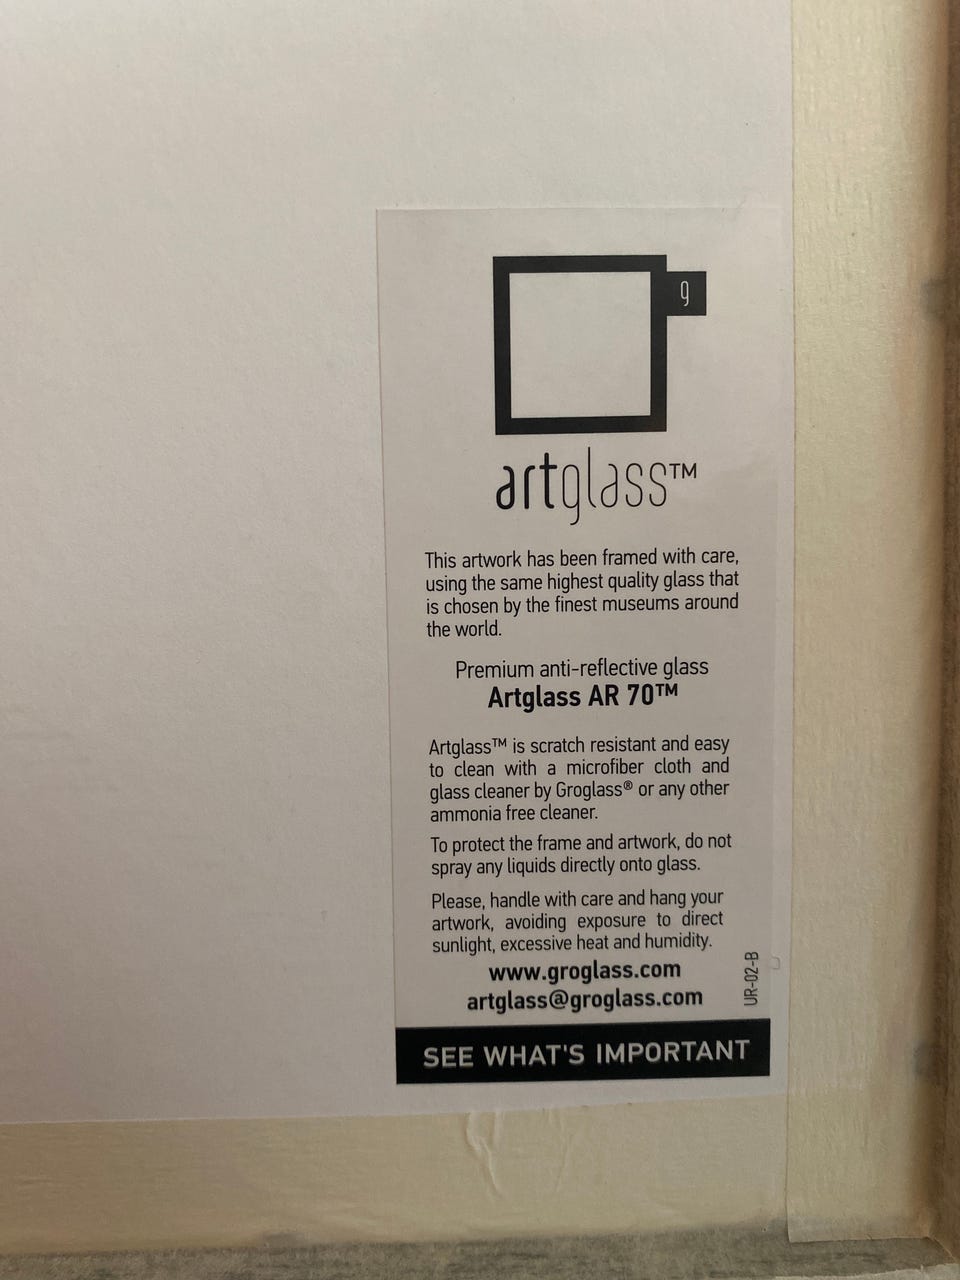 g
artglass™
This artwork has been framed with care,
using the same highest quality glass that
is chosen by the finest museums around
the world.
Premium anti-reflective glass
Artglass AR 70™
Artglass™ is scratch resistant and easy
to clean with a microfiber cloth and
glass cleaner by Groglass® or any other
ammonia free cleaner.
To protect the frame and artwork, do not
spray any liquids directly onto glass.
Please, handle with care and hang your
artwork, avoiding exposure to direct
sunlight, excessive heat and humidity.
www.groglass.com
artglass@groglass.com
UR-02-B
SEE WHAT'S IMPORTANT